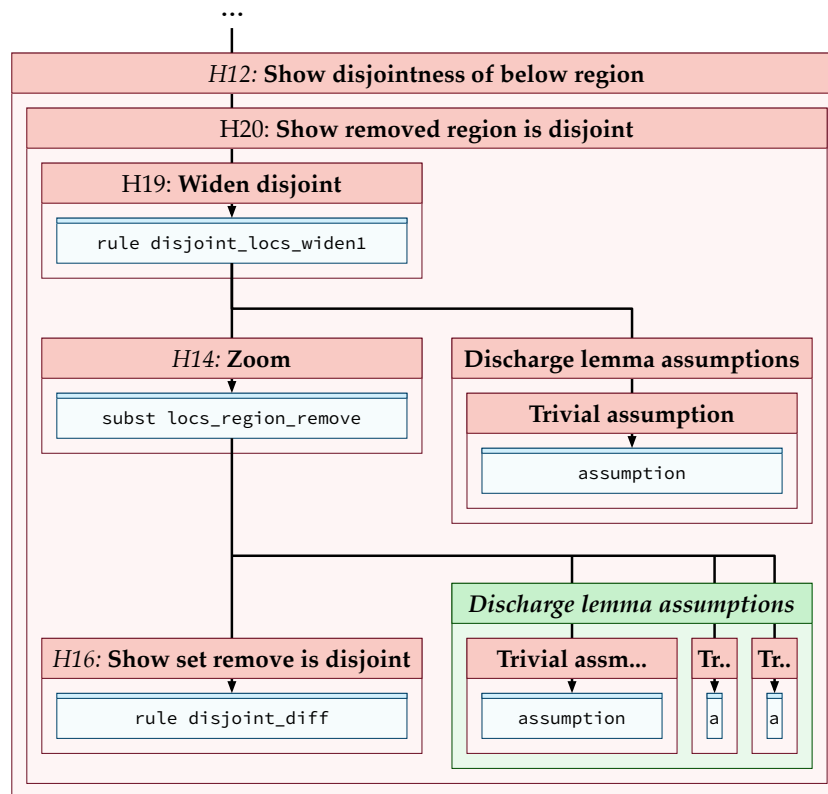 ...
H12: Show disjointness of below region
H20: Show removed region is disjoint
H19: Widen disjoint
rule disjoint_locs_widen1
H14: Zoom
Discharge lemma assumptions
subst locs_region_remove
Trivial assumption
assumption
Discharge lemma assumptions
H16: Show set remove is disjoint
Trivial assm...
Tr..
Tr..
rule disjoint_diff
assumption
a
a